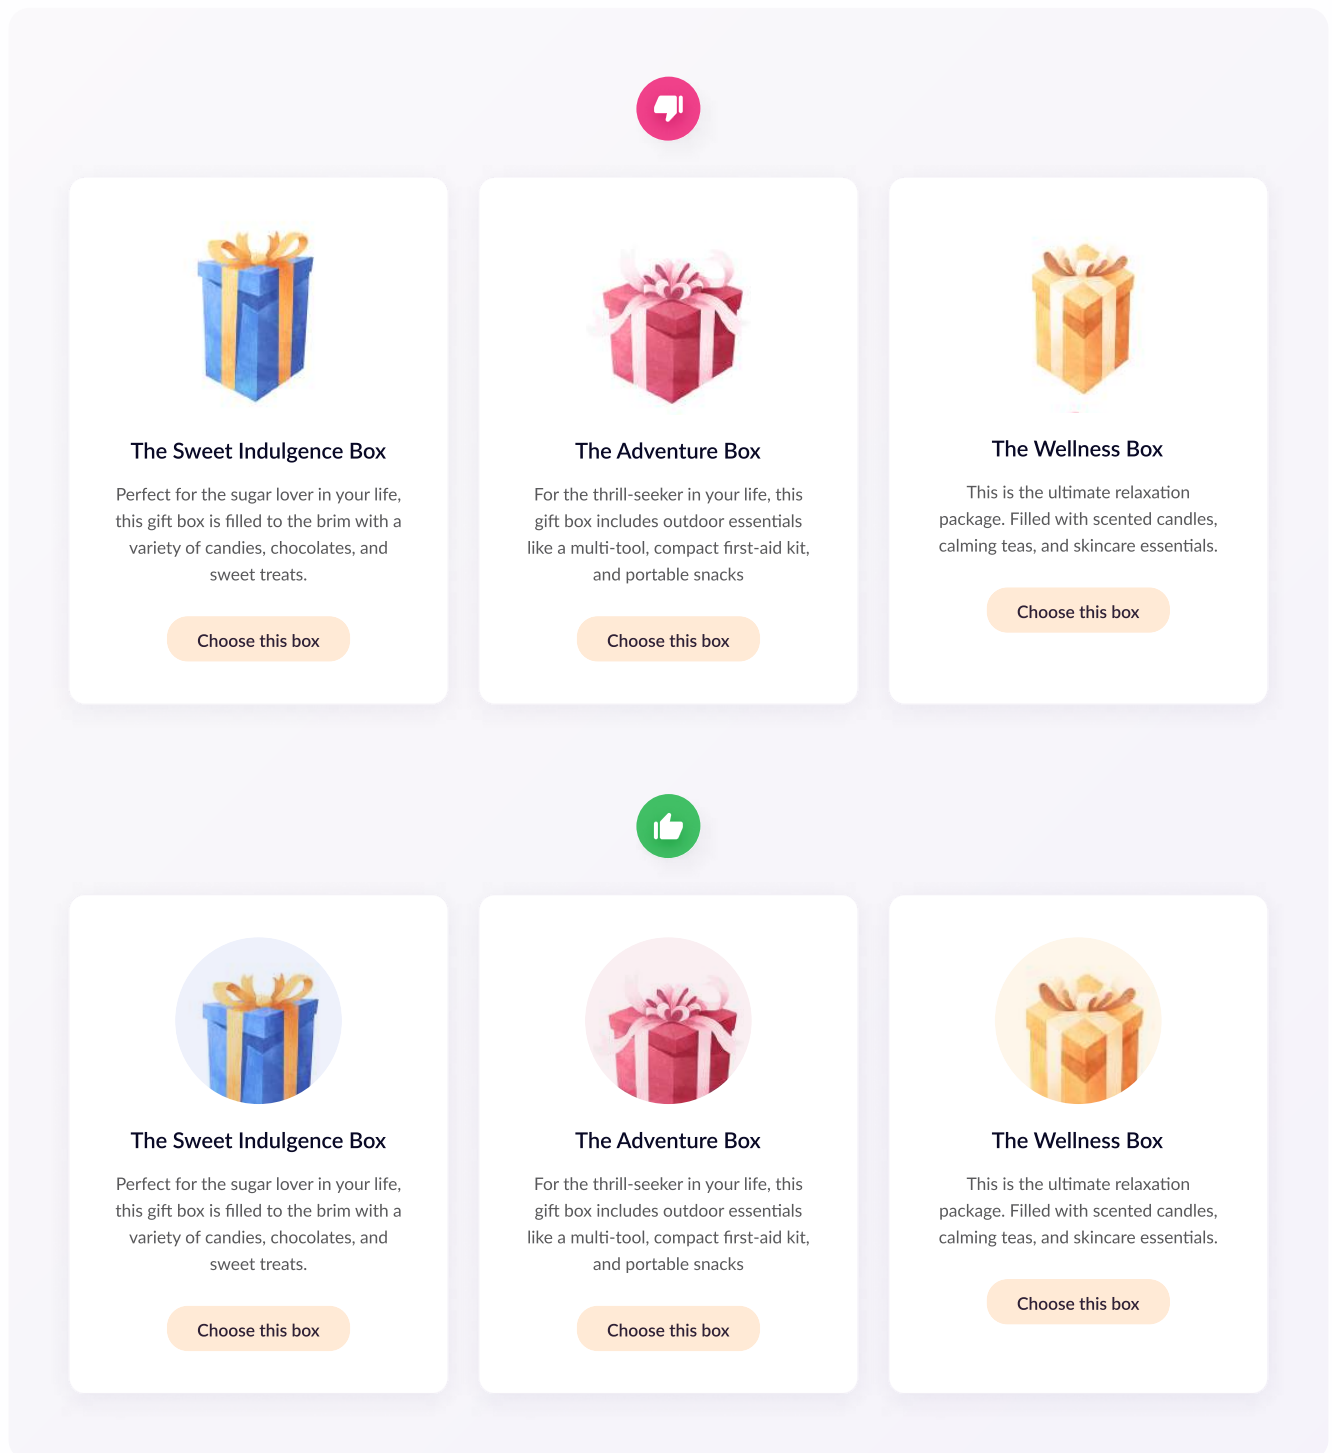 The Sweet Indulgence Box
Perfect for the sugar lover in your life,
this gift box is filled to the brim with a
variety of candies, chocolates, and
sweet treats.
Choose this box
The Adventure Box
For the thrill-seeker in your life, this
gift box includes outdoor essentials
like a multi-tool, compact first-aid kit,
and portable snacks
Choose this box
The Wellness Box
This is the ultimate relaxation
package. Filled with scented candles,
calming teas, and skincare essentials.
Choose this box
The Sweet Indulgence Box
Perfect for the sugar lover in your life,
this gift box is filled to the brim with a
variety of candies, chocolates, and
sweet treats.
Choose this box
The Adventure Box
For the thrill-seeker in your life, this
gift box includes outdoor essentials
like a multi-tool, compact first-aid kit,
and portable snacks
Choose this box
The Wellness Box
This is the ultimate relaxation
package. Filled with scented candles,
calming teas, and skincare essentials.
Choose this box